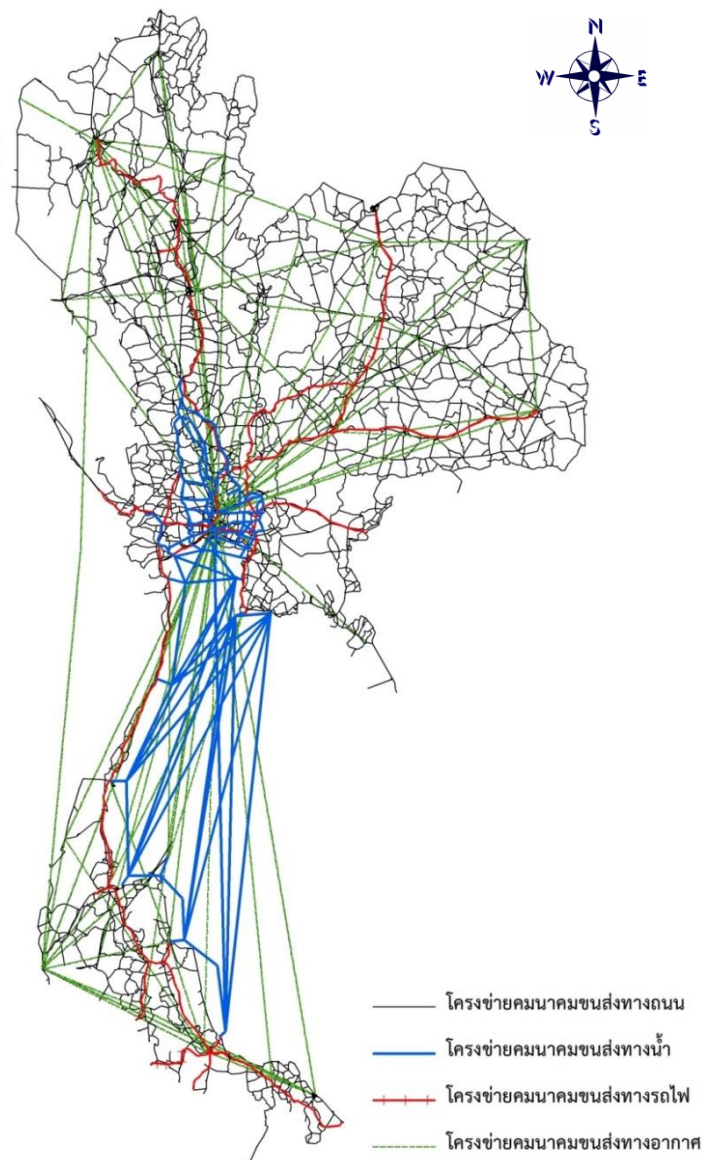 N
W E
S
โครงข่ายคมนาคมขนส่งทางถนน
โครงข่ายคมนาคมขนส่งทางน้ำ
โครงข่ายคมนาคมขนส่งทางรถไฟ
โครงข่ายคมนาคมขนส่งทางอากาศ